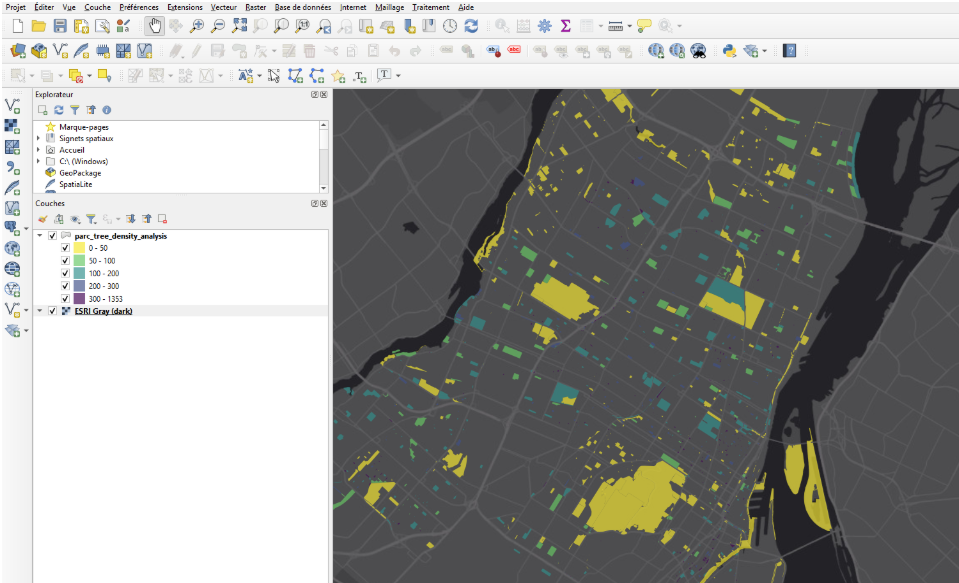 Projet Éditer Vue Couche Préférences Extensions Vecteur Raster Base de données Internet Maillage Traitement Aide
Explorateur
Marque-pages
Signets spatiaux
Accueil
C:\ (Windows)
GeoPackage
SpatiaLite
Couches
parc_tree_density_analysis
0 - 50
50 - 100
100 - 200
200 - 300
300 - 1353
ESRI Gray (dark)